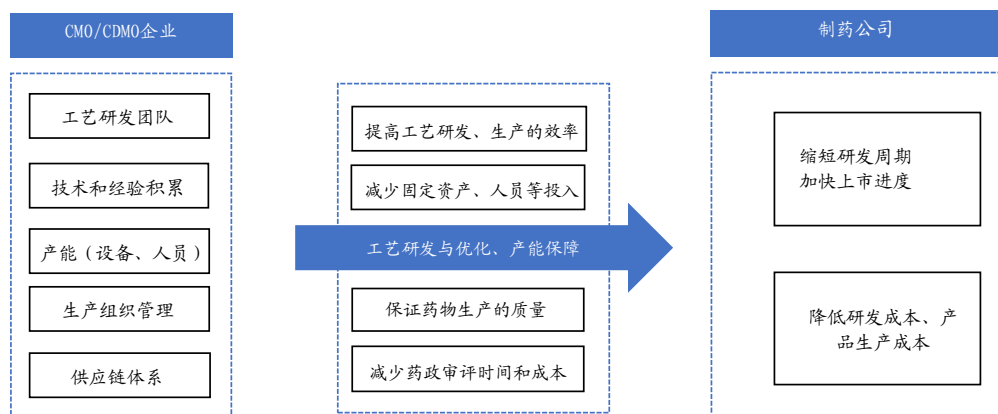 CMO/CDMO企业
工艺研发团队
技术和经验积累
产能（设备、人员）
生产组织管理
供应链体系
提高工艺研发、生产的效率
减少固定资产、人员等投入
工艺研发与优化、产能保障
保证药物生产的质量
减少药政审评时间和成本
制药公司
缩短研发周期
加快上市进度
降低研发成本、产
品生产成本